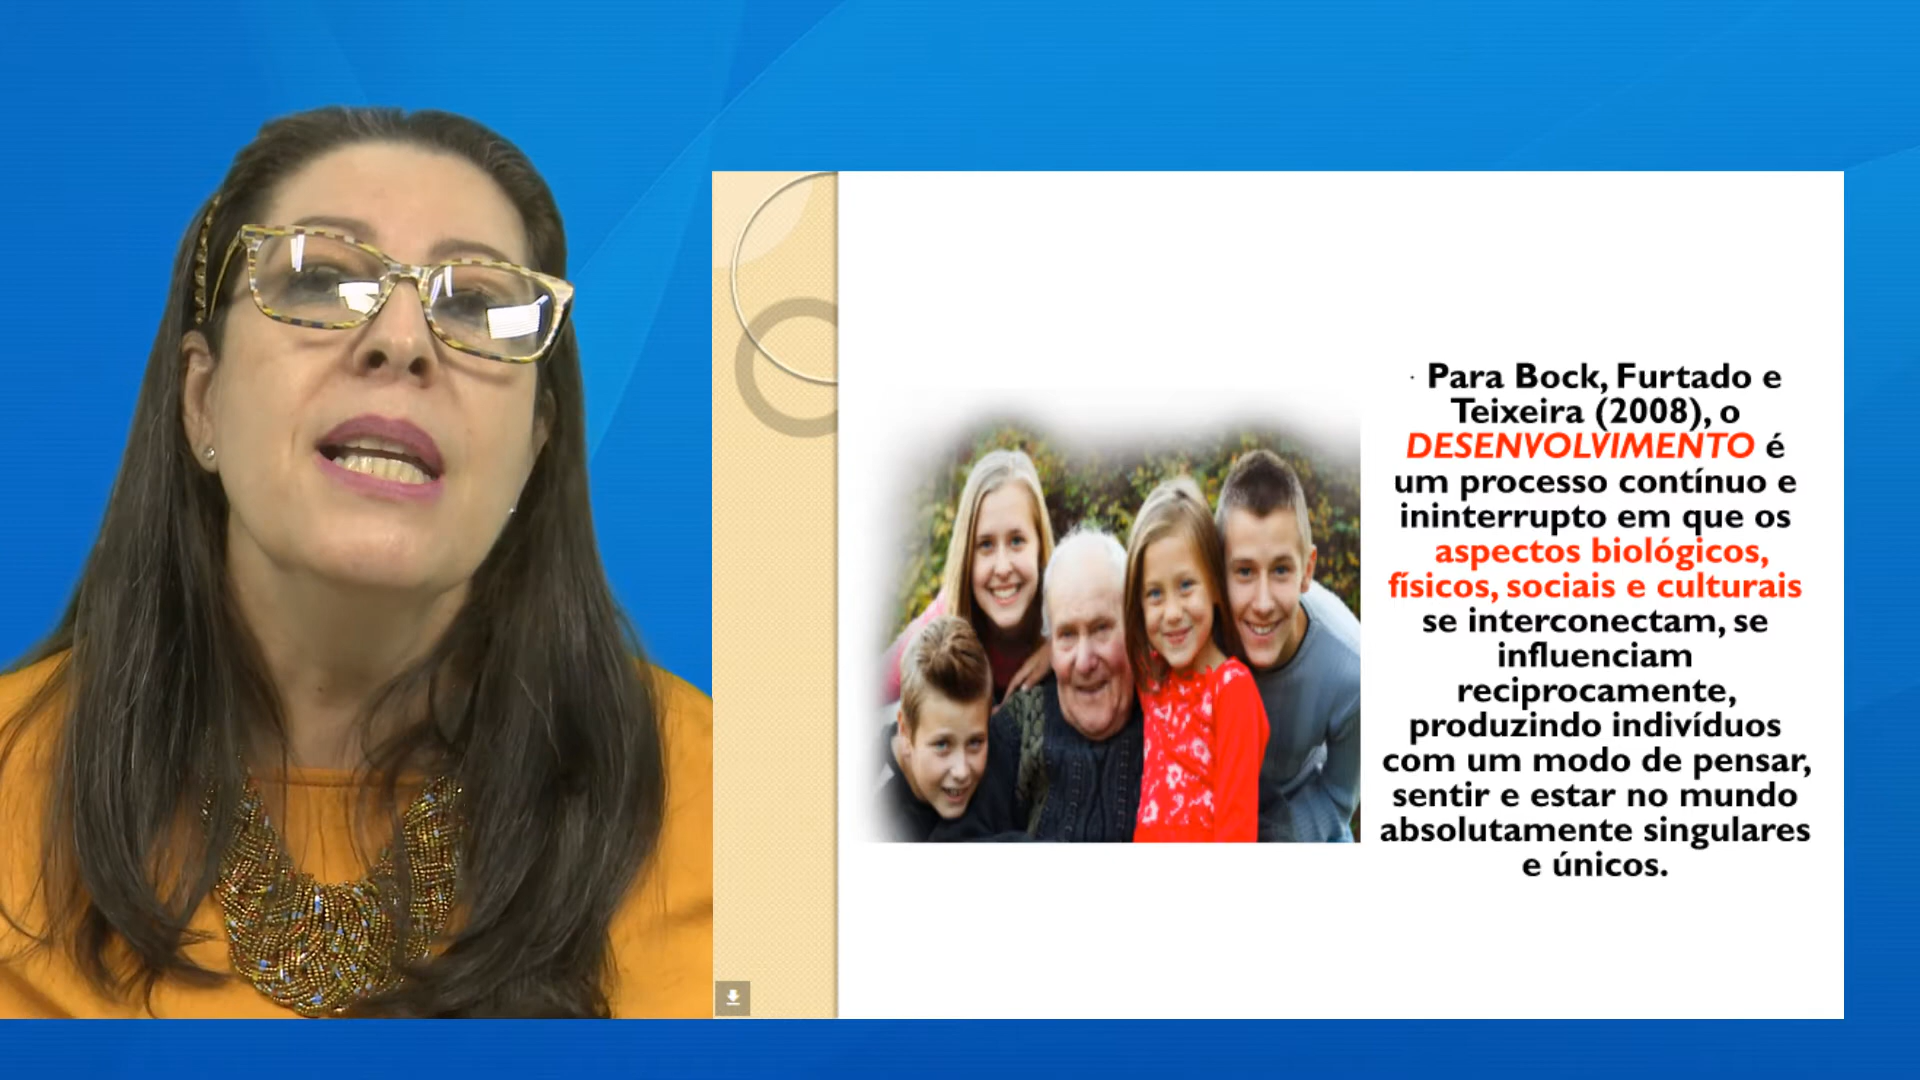 · Para Bock, Furtado e
Teixeira (2008), o
DESENVOLVIMENTO é
um processo contínuo e
ininterrupto em que os
aspectos biológicos,
físicos, sociais e culturais
se interconectam, se
influenciam
reciprocamente,
produzindo indivíduos
com um modo de pensar,
sentir e estar no mundo
absolutamente singulares
e únicos.